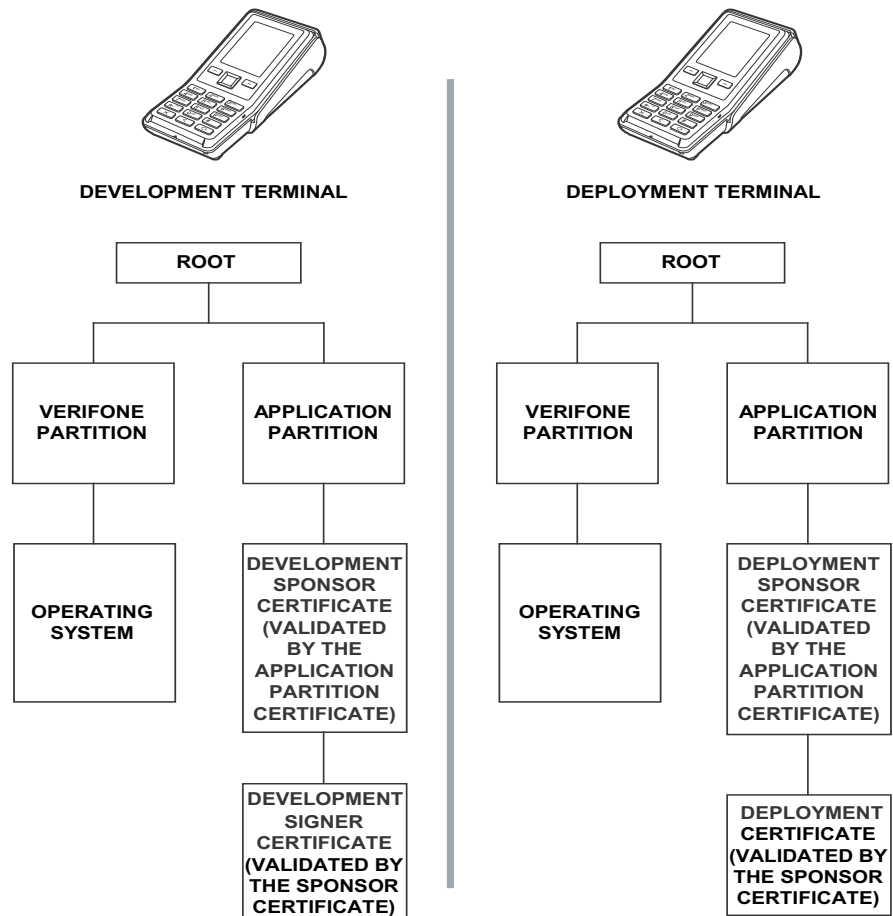 DEVELOPMENT TERMINAL
ROOT
VERIFONE
PARTITION
APPLICATION
PARTITION
OPERATING
SYSTEM
DEVELOPMENT
SPONSOR
CERTIFICATE
(VALIDATED
BY THE
APPLICATION
PARTITION
CERTIFICATE)
DEVELOPMENT
SIGNER
CERTIFICATE
(VALIDATED BY
THE SPONSOR
CERTIFICATE)
DEPLOYMENT TERMINAL
ROOT
VERIFONE
PARTITION
APPLICATION
PARTITION
OPERATING
SYSTEM
DEPLOYMENT
SPONSOR
CERTIFICATE
(VALIDATED
BY THE
APPLICATION
PARTITION
CERTIFICATE)
DEPLOYMENT
CERTIFICATE
(VALIDATED BY
THE SPONSOR
CERTIFICATE)